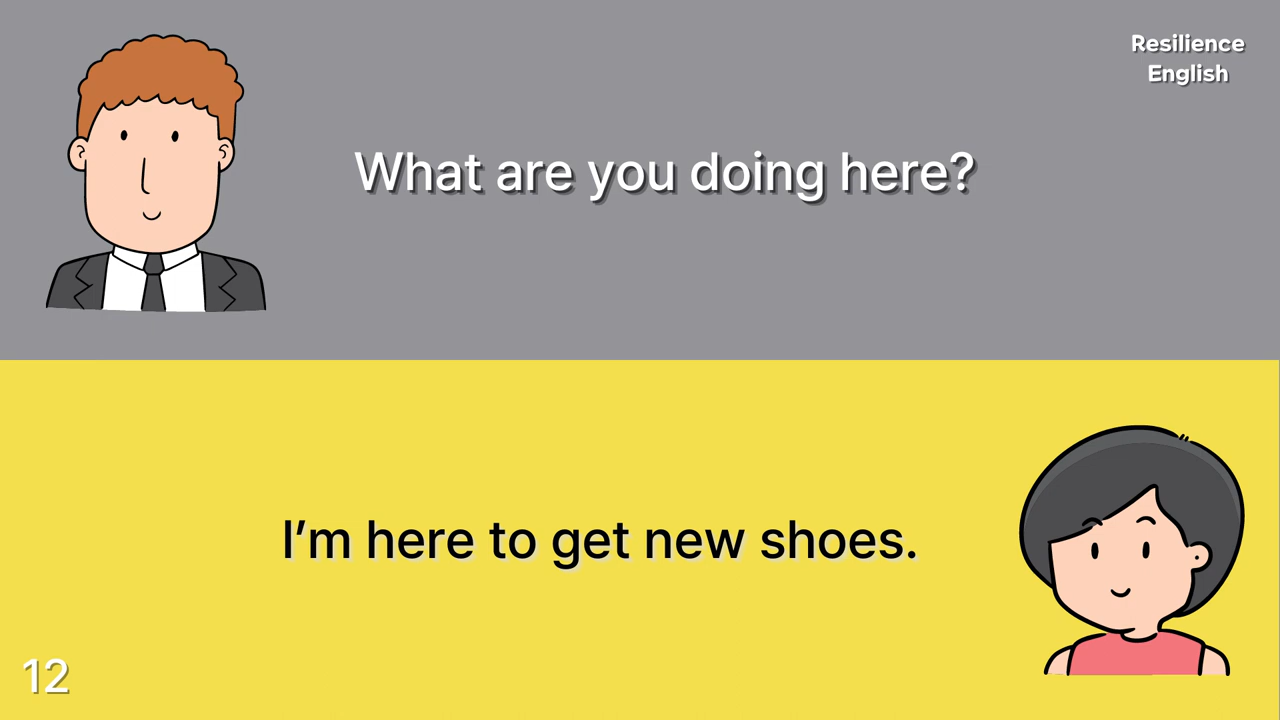 Resilience
English
What are you doing here?
I’m here to get new shoes.
12